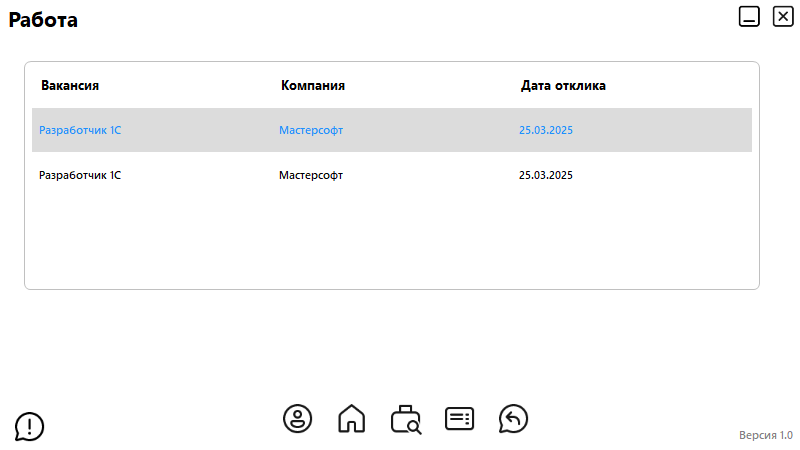 Работа
Вакансия Компания Дата отклика
Разработчик 1С Мастерсофт 25.03.2025
Разработчик 1С Мастерсофт 25.03.2025
Версия 1.0